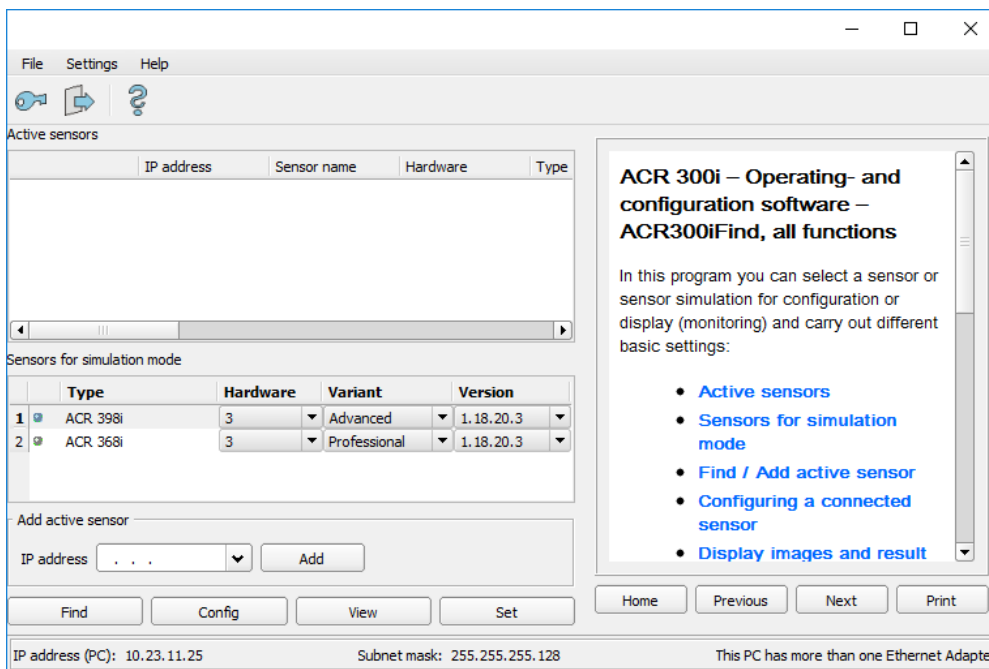 File Settings Help
Active sensors
IP address Sensor name Hardware Type
Sensors for simulation mode
Type Hardware Variant Version
1 ACR 398i 3 Advanced 1.18.20.3
2 ACR 368i 3 Professional 1.18.20.3
Add active sensor
IP address . . . Add
Find Config View Set
ACR 300i – Operating- and
configuration software –
ACR300iFind, all functions
In this program you can select a sensor or
sensor simulation for configuration or
display (monitoring) and carry out different
basic settings:
• Active sensors
• Sensors for simulation
mode
• Find / Add active sensor
• Configuring a connected
sensor
• Display images and result
Home Previous Next Print
IP address (PC): 10.23.11.25 Subnet mask: 255.255.255.128 This PC has more than one Ethernet Adapte